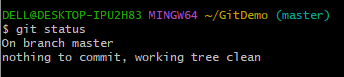 DELL@DESKTOP-IPU2H83 MINGW64 ~/GitDemo (master)
$ git status
On branch master
nothing to commit, working tree clean